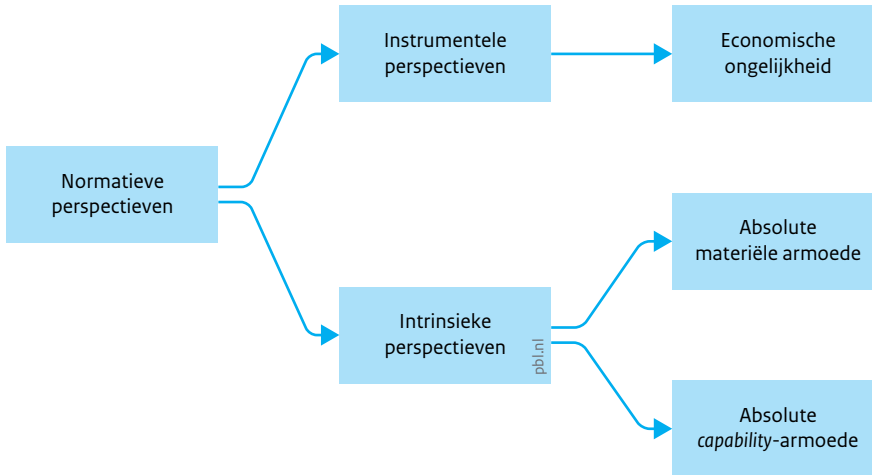 Instrumentele
perspectieven
Economische
ongelijkheid
Normatieve
perspectieven
Absolute
materiële armoede
Intrinsieke
perspectieven
pbl.nl
Absolute
capability-armoede